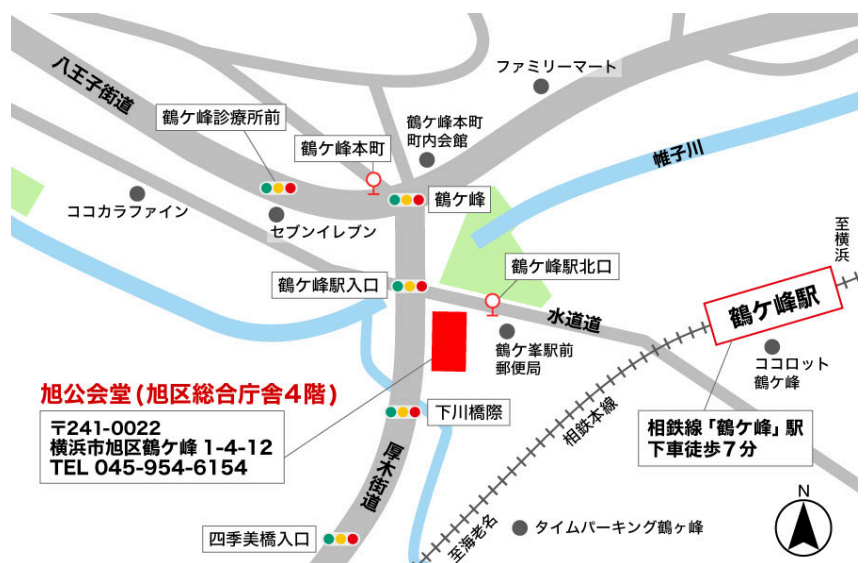 八王子街道
ファミリーマート
鶴ケ峰診療所前
鶴ケ峰本町
鶴ケ峰本町
町内会館
帷子川
ココカラファイン
セブンイレブン
鶴ケ峰
至横浜
鶴ケ峰駅入口
鶴ケ峰駅北口
水道道
鶴ケ峰駅
鶴ケ峯駅前
郵便局
ココロット
鶴ケ峰
旭公会堂(旭区総合庁舎4階)
〒241-0022
横浜市旭区鶴ケ峰 1-4-12
TEL 045-954-6154
下川橋際
相鉄本線
相鉄線「鶴ケ峰」駅
下車徒歩7分
厚木街道
四季美橋入口
至海老名
タイムパーキング鶴ヶ峰
N